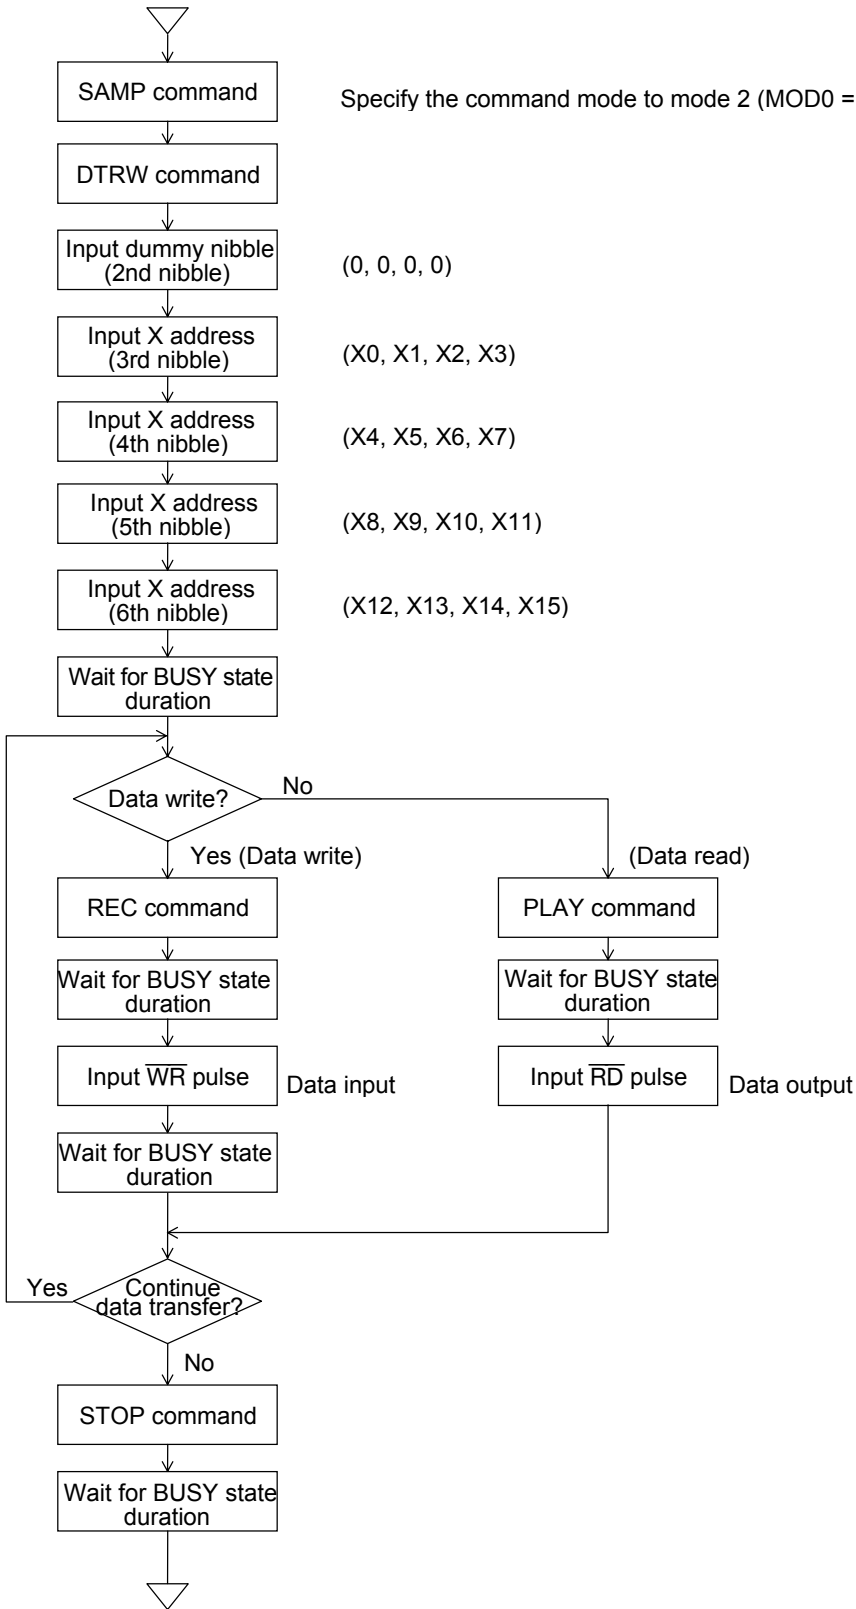 SAMP command
Specify the command mode to mode 2 (MOD0 =
DTRW command
Input dummy nibble
(2nd nibble)
(0, 0, 0, 0)
Input X address
(3rd nibble)
(X0, X1, X2, X3)
Input X address
(4th nibble)
(X4, X5, X6, X7)
Input X address
(5th nibble)
(X8, X9, X10, X11)
Input X address
(6th nibble)
(X12, X13, X14, X15)
Wait for BUSY state
duration
Data write?
No
Yes (Data write)
(Data read)
REC command
PLAY command
Wait for BUSY state
duration
Wait for BUSY state
duration
Input W̅R̅ pulse
Data input
Input R̅D̅ pulse
Data output
Wait for BUSY state
duration
Yes
Continue
data transfer?
No
STOP command
Wait for BUSY state
duration